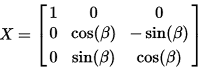 X = [ 1 0 0
0 cos(β) −sin(β)
0 sin(β) cos(β) ]